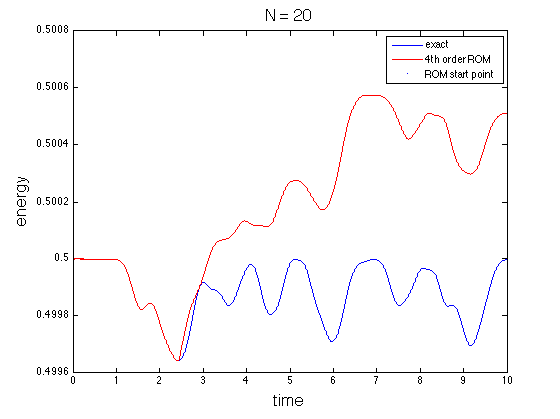 N = 20
0.5008
0.5006
0.5004
0.5002
0.5
0.4998
0.4996
energy
exact
4th order ROM
ROM start point
0 1 2 3 4 5 6 7 8 9 10
time